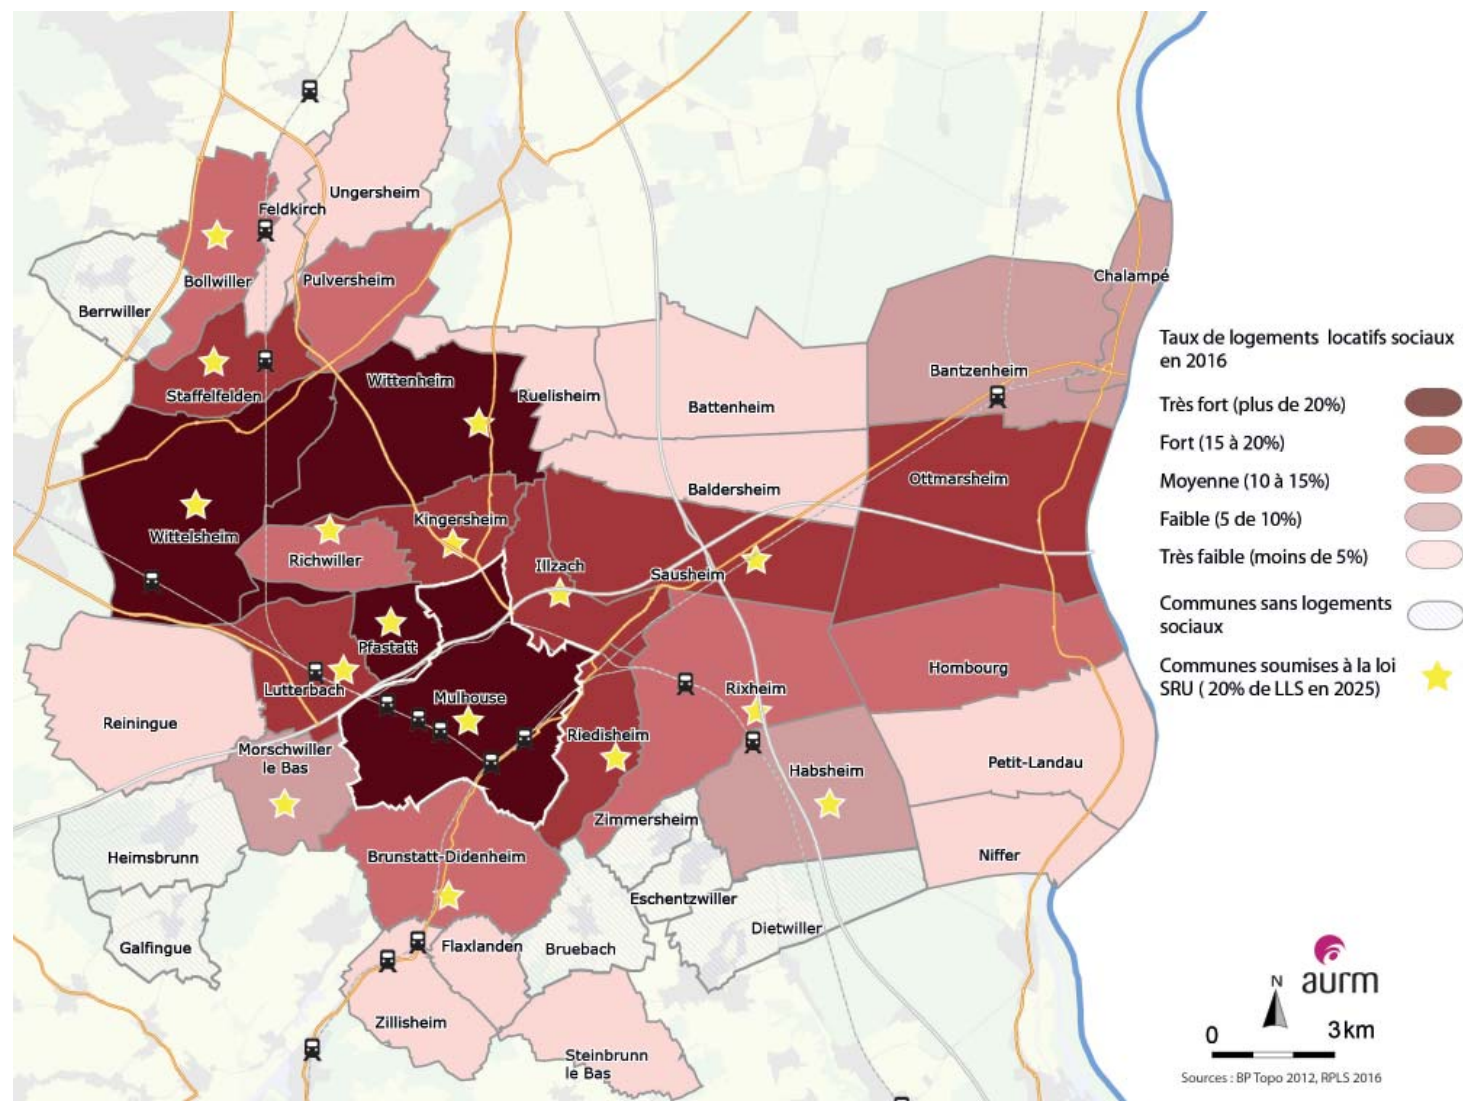 Ungersheim
Feldkirch
Bollwiller
Pulversheim
Berrwiller
Chalampé
Bantzenheim
Wittenheim
Staffelfelden
Ruelisheim
Battenheim
Ottmarsheim
Baldersheim
Kingersheim
Wittelsheim
Richwiller
Illzach
Sausheim
Pfastatt
Hombourg
Lutterbach
Mulhouse
Rixheim
Reiningue
Riedisheim
Morschwiller
le Bas
Petit-Landau
Habsheim
Zimmersheim
Heimsbrunn
Brunstatt-Didenheim
Niffer
Eschentzwiller
Dietwiller
Galfingue
Flaxlanden
Bruebach
Zillisheim
Steinbrunn
le Bas
Taux de logements locatifs sociaux
en 2016
Très fort (plus de 20%)
Fort (15 à 20%)
Moyenne (10 à 15%)
Faible (5 de 10%)
Très faible (moins de 5%)
Communes sans logements
sociaux
Communes soumises à la loi
SRU ( 20% de LLS en 2025)
aurm
N
0 3 km
Sources : BP Topo 2012, RPLS 2016